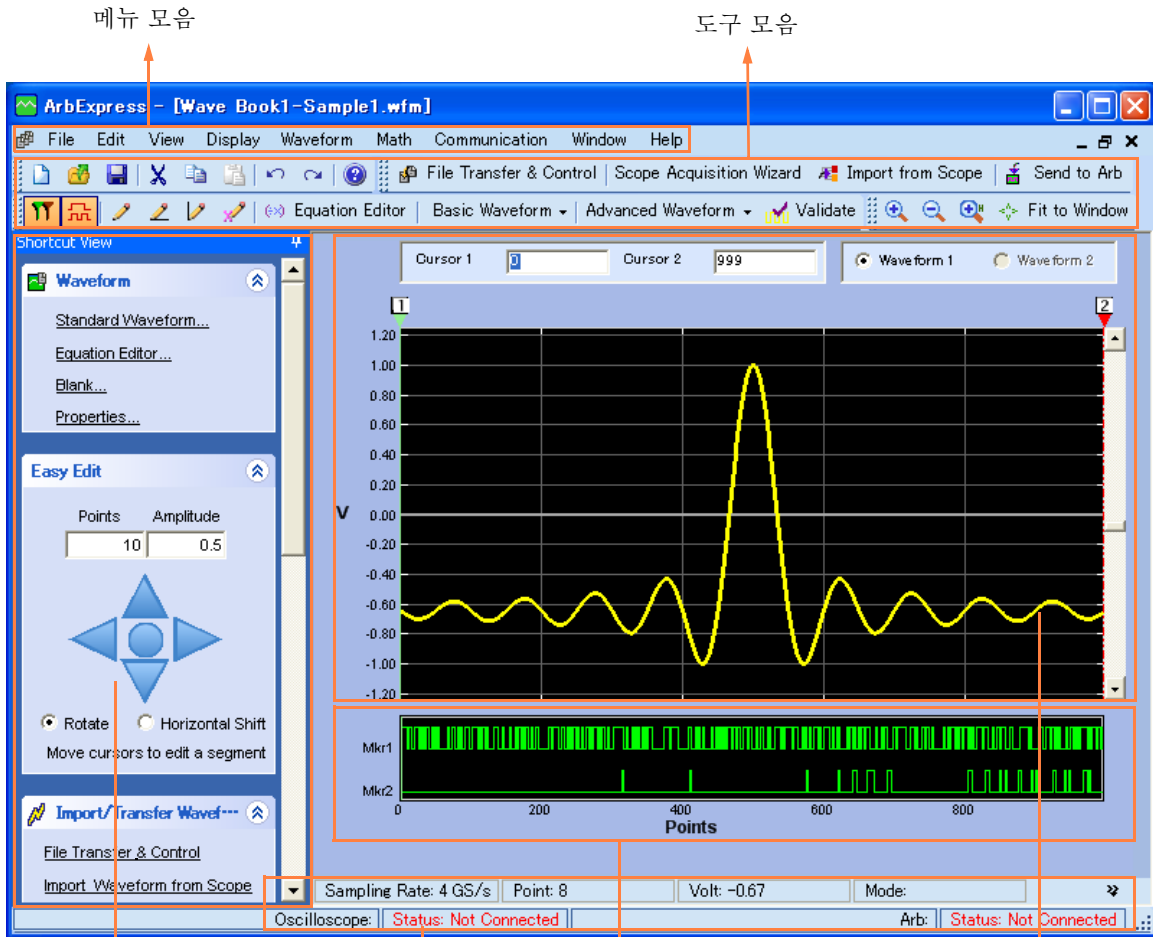 메뉴 모음
도구 모음
ArbExpress - [Wave Book1-Sample1.wfm]
File Edit View Display Waveform Math Communication Window Help
File Transfer & Control Scope Acquisition Wizard Import from Scope Send to Arb
Equation Editor Basic Waveform Advanced Waveform Validate Fit to Window
Shortcut View
Waveform
Standard Waveform...
Equation Editor...
Blank...
Properties...
Easy Edit
Points Amplitude
10 0.5
Rotate Horizontal Shift
Move cursors to edit a segment
Import/Transfer Wavef...
File Transfer & Control
Import Waveform from Scope
Cursor 1 0 Cursor 2 999 Waveform 1 Waveform 2
1 2
1.20
1.00
0.80
0.60
0.40
0.20
V 0.00
-0.20
-0.40
-0.60
-0.80
-1.00
-1.20
Mkr1
Mkr2
0 200 400 600 800
Points
Sampling Rate: 4 GS/s Point: 8 Volt: -0.67 Mode:
Oscilloscope: Status: Not Connected Arb: Status: Not Connected